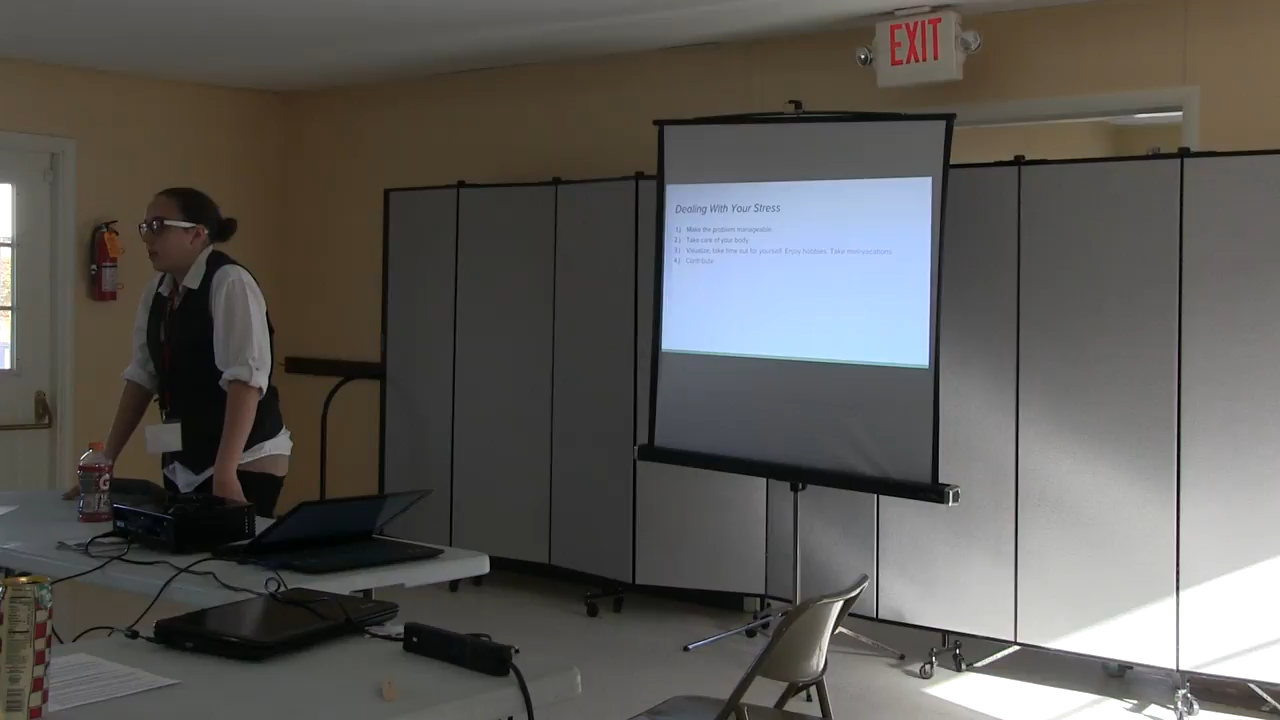 EXIT
Dealing With Your Stress
1.) Make the problem manageable.
2.) Take care of your body.
3.) Visualize, take time out for yourself. Enjoy hobbies. Take mini-vacations.
4.) Contribute
G